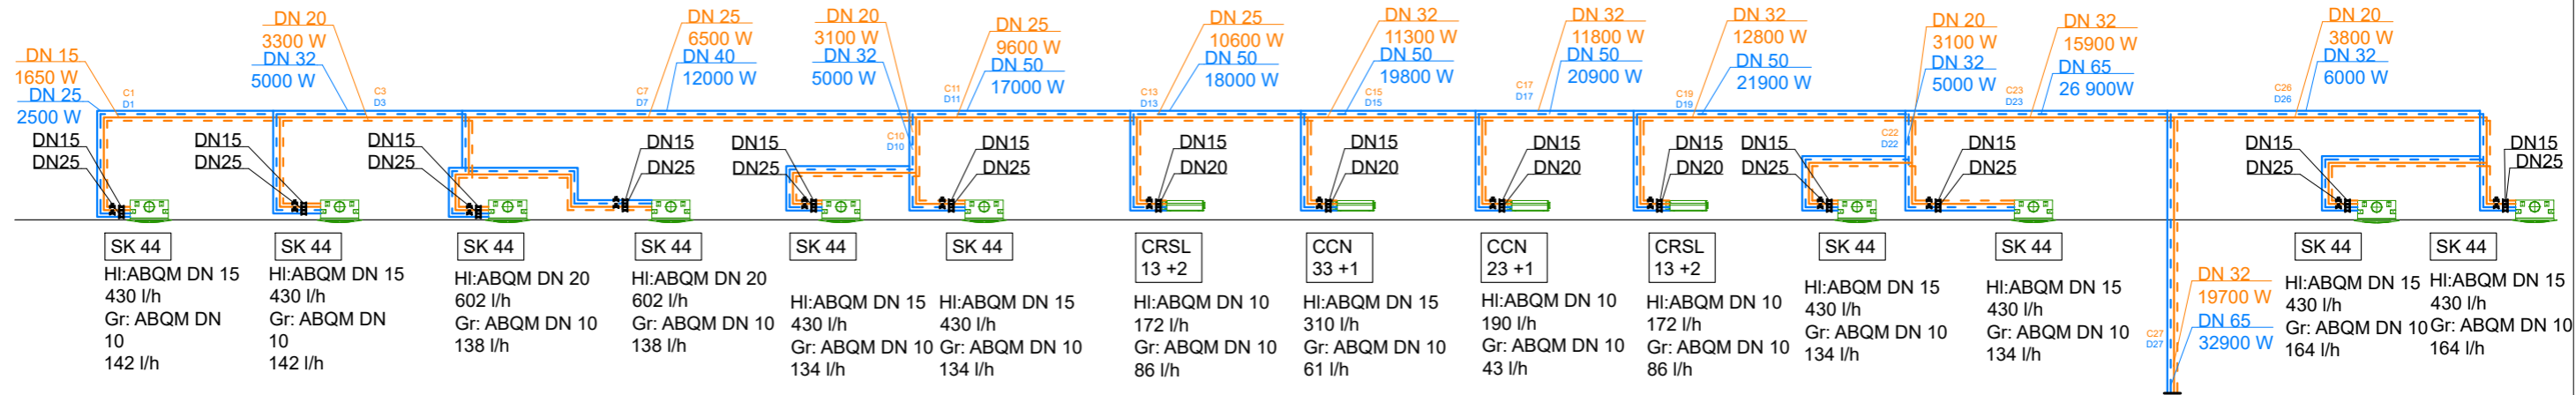 DN 15
1650 W
DN 25
2500 W
C1
D1
DN 20
3300 W
DN 32
5000 W
C3
D3
DN 25
6500 W
DN 40
12000 W
C7
D7
DN 20
3100 W
DN 32
5000 W
C10
D10
DN 25
9600 W
DN 50
17000 W
C11
D11
DN 25
10600 W
DN 50
18000 W
C13
D13
DN 32
11300 W
DN 50
19800 W
C15
D15
DN 32
11800 W
DN 50
20900 W
C17
D17
DN 32
12800 W
DN 50
21900 W
C19
D19
DN 20
3100 W
DN 32
5000 W
C22
D22
DN 32
15900 W
DN 65
26 900W
C23
D23
DN 20
3800 W
DN 32
6000 W
C26
D26
DN15
DN25
DN15
DN25
DN15
DN25
DN15
DN25
DN15
DN25
DN15
DN25
DN15
DN20
DN15
DN20
DN15
DN20
DN15
DN20
DN15
DN25
DN15
DN25
DN15
DN25
DN15
DN25
SK 44
HI:ABQM DN 15
430 l/h
Gr: ABQM DN
10
142 l/h
SK 44
HI:ABQM DN 15
430 l/h
Gr: ABQM DN
10
142 l/h
SK 44
HI:ABQM DN 20
602 l/h
Gr: ABQM DN 10
138 l/h
SK 44
HI:ABQM DN 20
602 l/h
Gr: ABQM DN 10
138 l/h
SK 44
HI:ABQM DN 15
430 l/h
Gr: ABQM DN 10
134 l/h
SK 44
HI:ABQM DN 15
430 l/h
Gr: ABQM DN 10
134 l/h
CRSL
13 +2
HI:ABQM DN 10
172 l/h
Gr: ABQM DN 10
86 l/h
CCN
33 +1
HI:ABQM DN 15
310 l/h
Gr: ABQM DN 10
61 l/h
CCN
23 +1
HI:ABQM DN 10
190 l/h
Gr: ABQM DN 10
43 l/h
CRSL
13 +2
HI:ABQM DN 10
172 l/h
Gr: ABQM DN 10
86 l/h
SK 44
HI:ABQM DN 15
430 l/h
Gr: ABQM DN 10
134 l/h
SK 44
HI:ABQM DN 15
430 l/h
Gr: ABQM DN 10
134 l/h
C27
D27
DN 32
19700 W
DN 65
32900 W
SK 44
HI:ABQM DN 15
430 l/h
Gr: ABQM DN 10
164 l/h
SK 44
HI:ABQM DN 15
430 l/h
Gr: ABQM DN 10
164 l/h